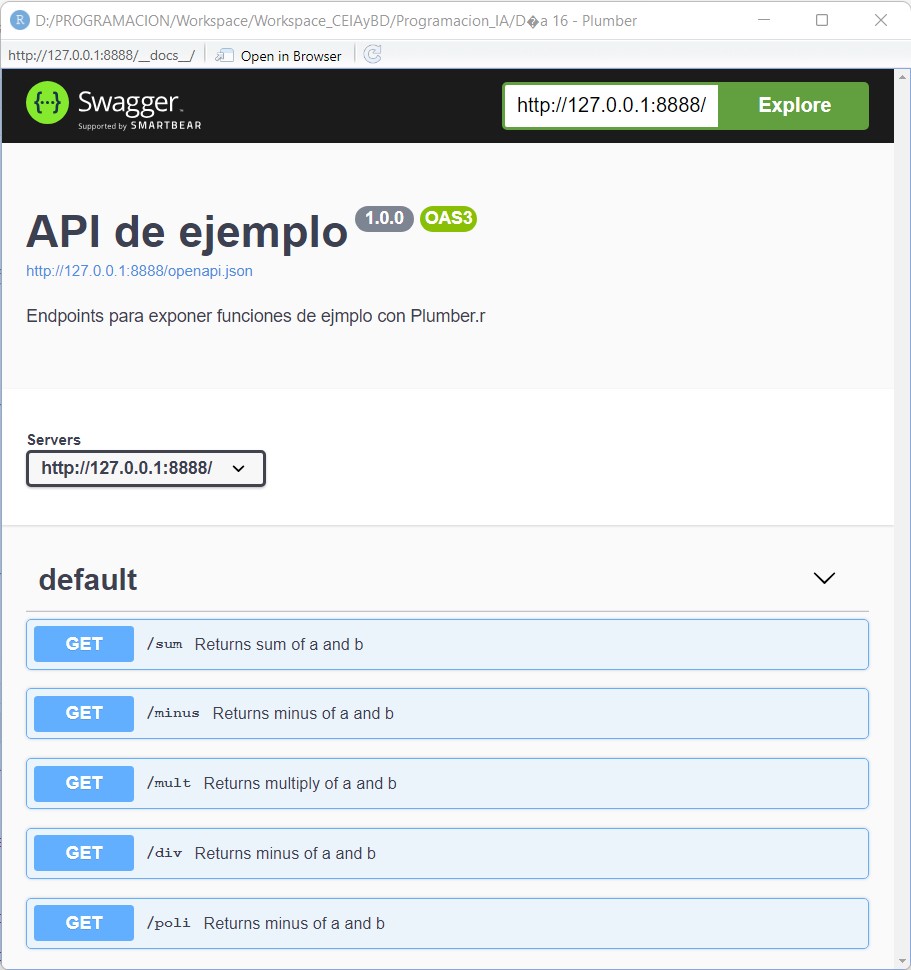 D:/PROGRAMACION/Workspace/Workspace_CEIAyBD/Programacion_IA/D�a 16 - Plumber
http://127.0.0.1:8888/__docs__/ Open in Browser
Swagger
Supported by SMARTBEAR
http://127.0.0.1:8888/ Explore
API de ejemplo 1.0.0 OAS3
http://127.0.0.1:8888/openapi.json
Endpoints para exponer funciones de ejmplo con Plumber.r
Servers
http://127.0.0.1:8888/
default
GET /sum Returns sum of a and b
GET /minus Returns minus of a and b
GET /mult Returns multiply of a and b
GET /div Returns minus of a and b
GET /poli Returns minus of a and b